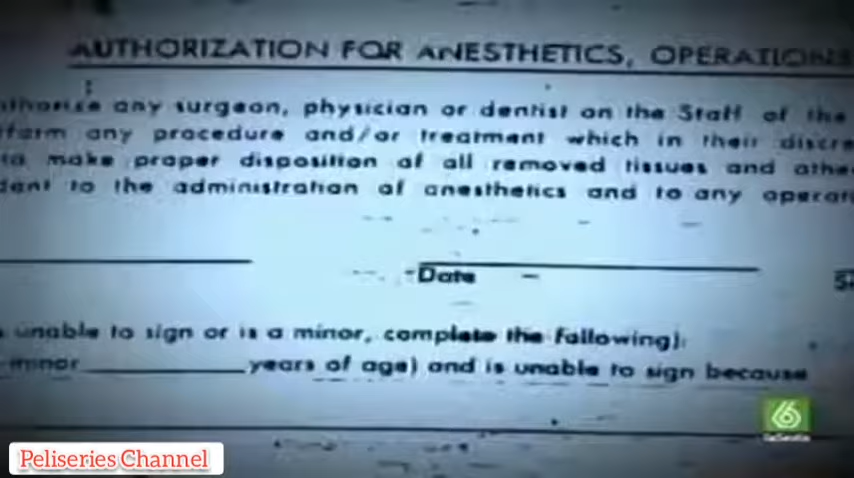 AUTHORIZATION FOR ANESTHETICS, OPERATIONS
any surgeon, physician or dentist on the Staff of the
any procedure and/or treatment which in their
to make proper disposition of all removed tissues and
to the administration of anesthetics and to any
Date
unable to sign or is a minor, complete the following):
minor years of age) and is unable to sign because
6
laSexta
Peliseries Channel